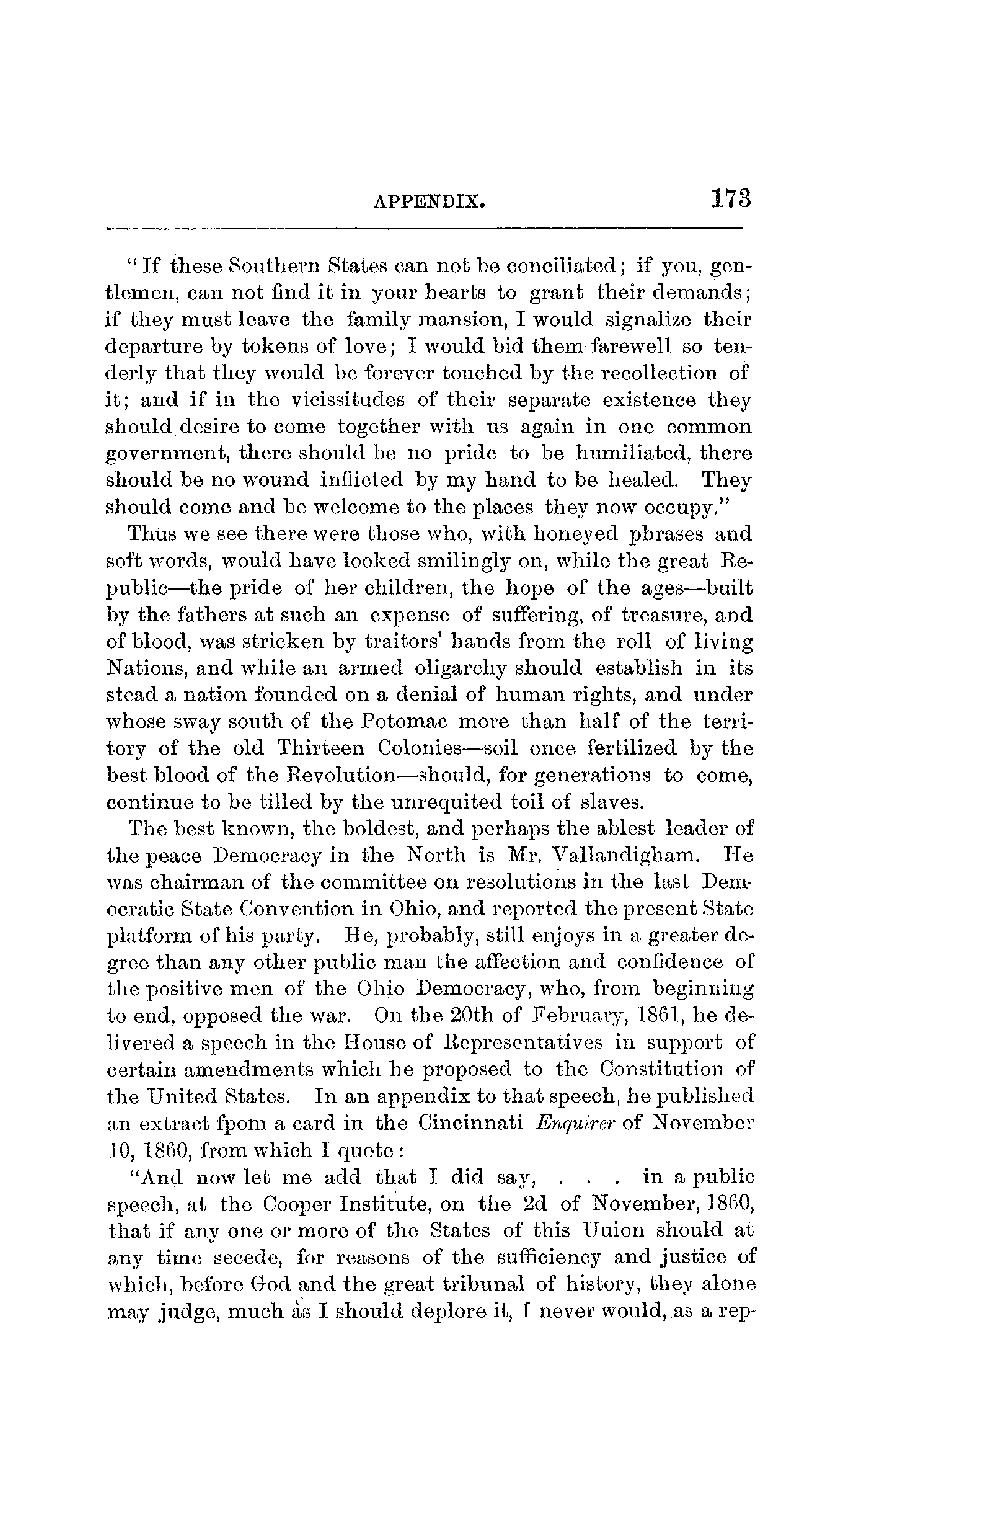 APPENDIX. 173
"If these Southern States can not be conciliated; if you, gen-
tlemen, can not find it in your hearts to grant their demands;
if they must leave the family mansion, I would signalize their
departure by tokens of love; I would bid them farewell so ten-
derly that they would be forever touched by the recollection of
it; and if in the vicissitudes of their separate existence they
should desire to come together with us again in one common
government, there should be no pride to be humiliated, there
should be no wound inflicted by my hand to be healed. They
should come and be welcome to the places they now occupy."
Thus we see there were those who, with honeyed phrases and
soft words, would have looked smilingly on, while the great Re-
public—the pride of her children, the hope of the ages—built
by the fathers at such an expense of suffering, of treasure, and
of blood, was stricken by traitors' hands from the roll of living
Nations, and while an armed oligarchy should establish in its
stead a nation founded on a denial of human rights, and under
whose sway south of the Potomac more than half of the terri-
tory of the old Thirteen Colonies—soil once fertilized by the
best blood of the Revolution—should, for generations to come,
continue to be tilled by the unrequited toil of slaves.
The best known, the boldest, and perhaps the ablest leader of
the peace Democracy in the North is Mr. Vallandigham. He
was chairman of the committee on resolutions in the last Dem-
ocratic State Convention in Ohio, and reported the present State
platform of his party. He, probably, still enjoys in a greater de-
gree than any other public man the affection and confidence of
the positive men of the Ohio Democracy, who, from beginning
to end, opposed the war. On the 20th of February, 1861, he de-
livered a speech in the House of Representatives in support of
certain amendments which he proposed to the Constitution of
the United States. In an appendix to that speech, he published
an extract fpom a card in the Cincinnati Enquirer of November
10, 1860, from which I quote:
"And now let me add that I did say, . . . in a public
speech, at the Cooper Institute, on the 2d of November, 1860,
that if any one or more of the States of this Union should at
any time secede, for reasons of the sufficiency and justice of
which, before God and the great tribunal of history, they alone
may judge, much as I should deplore it, I never would, as a rep-